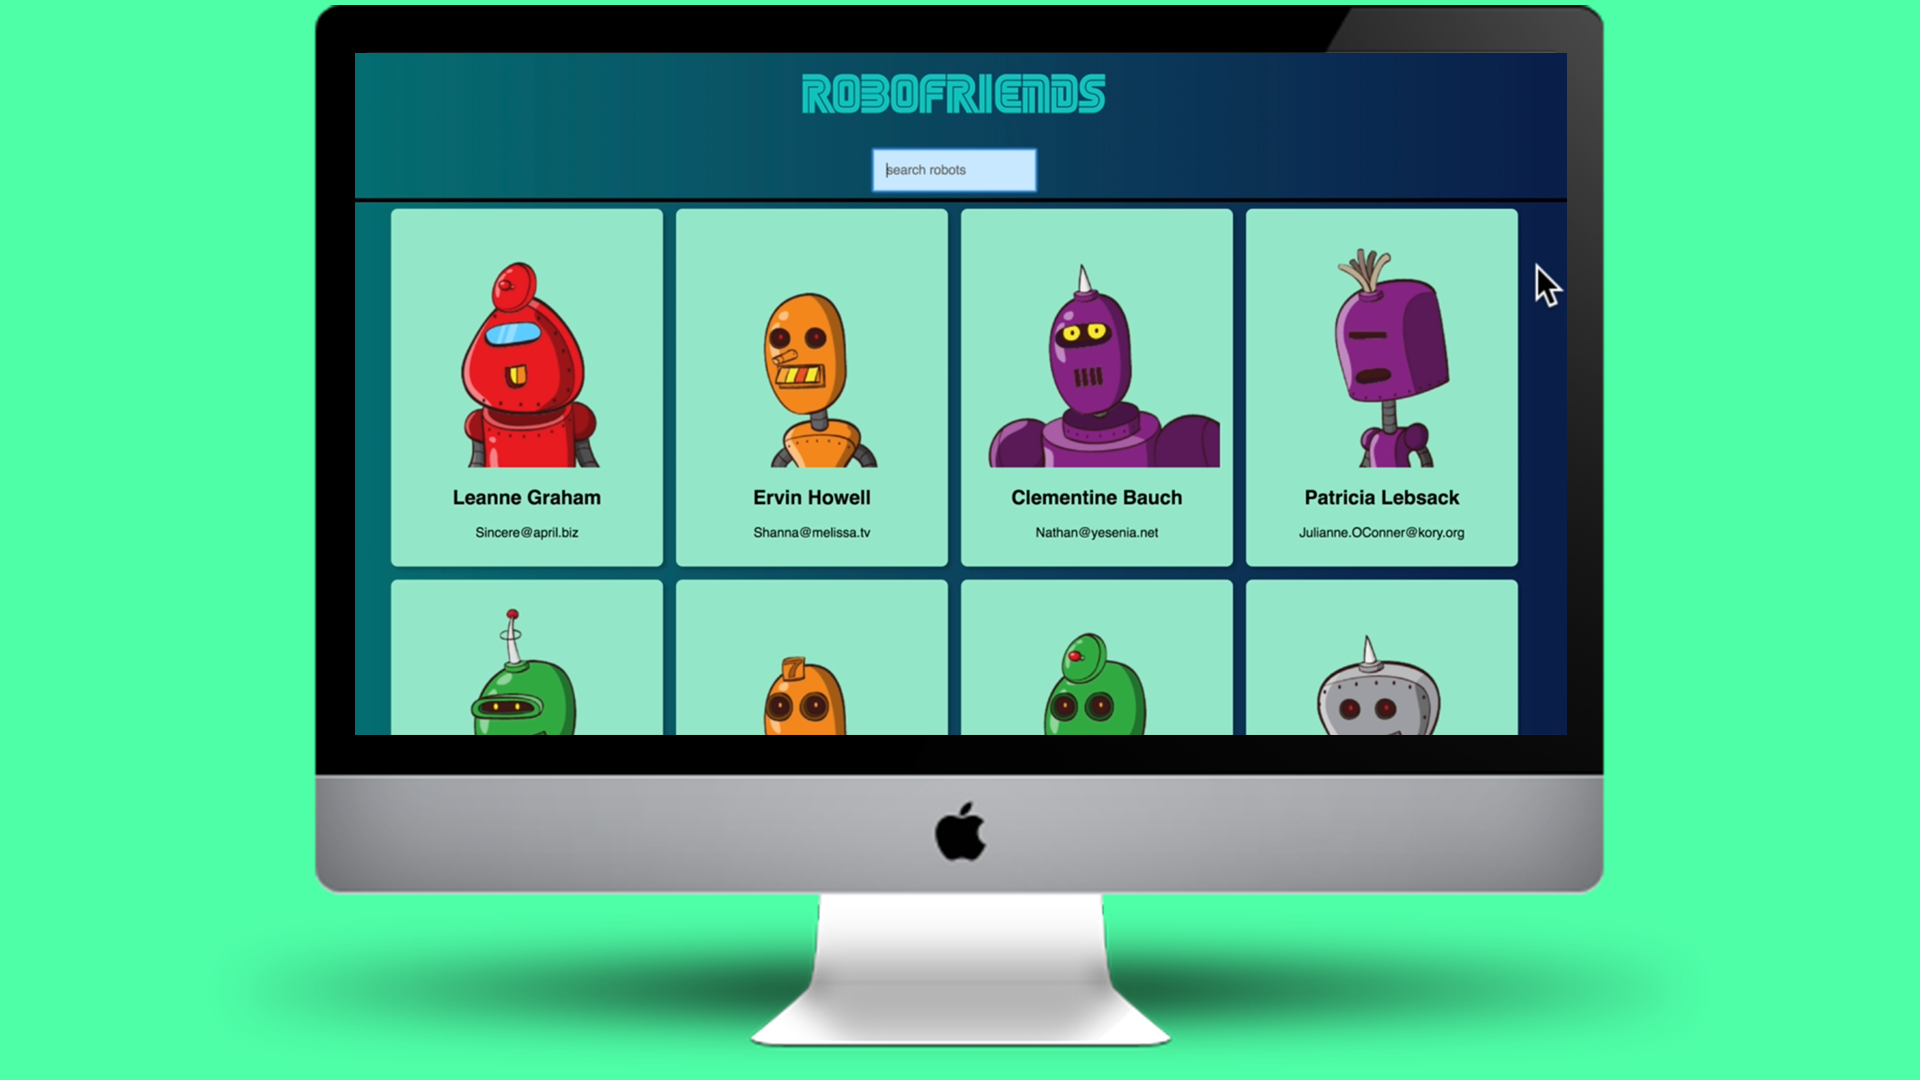 ROBOFRIENDS
search robots
Leanne Graham
Sincere@april.biz
Ervin Howell
Shanna@melissa.tv
Clementine Bauch
Nathan@yesenia.net
Patricia Lebsack
Julianne.OConner@kory.org
7